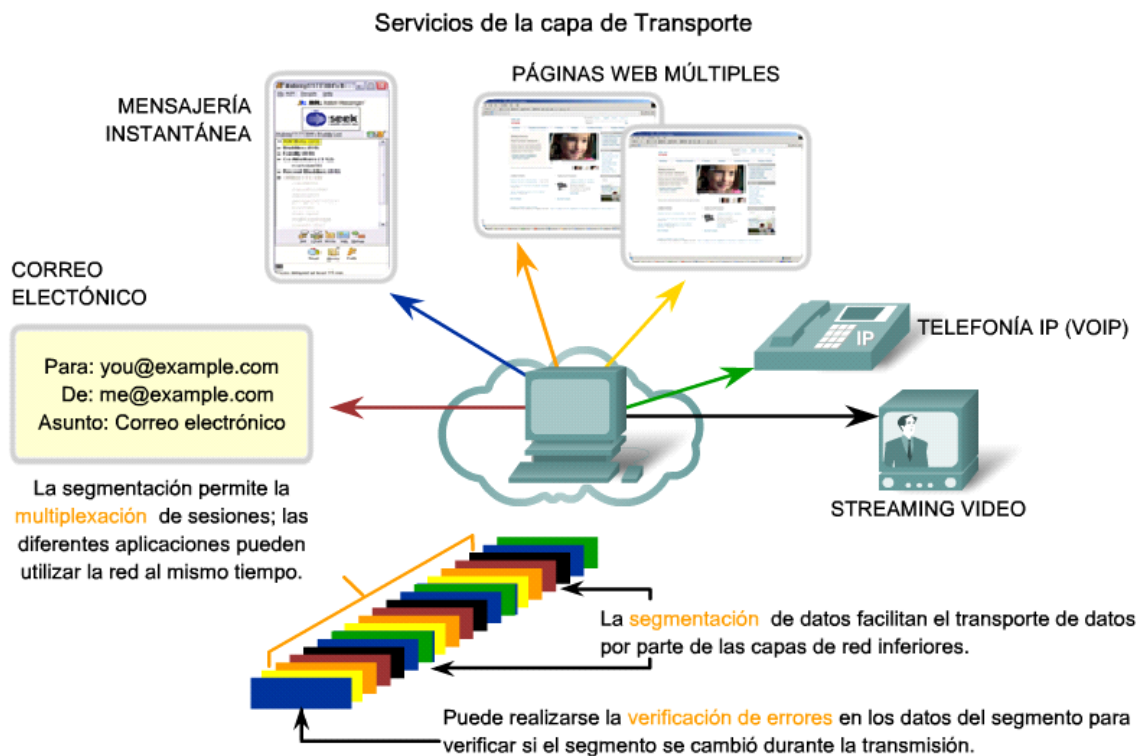 Servicios de la capa de Transporte
MENSAJERÍA
INSTANTÁNEA
PÁGINAS WEB MÚLTIPLES
seek
CORREO
ELECTÓNICO
Para: you@example.com
De: me@example.com
Asunto: Correo electrónico
IP
TELEFONÍA IP (VOIP)
STREAMING VIDEO
La segmentación permite la
multiplexación de sesiones; las
diferentes aplicaciones pueden
utilizar la red al mismo tiempo.
La segmentación de datos facilitan el transporte de datos
por parte de las capas de red inferiores.
Puede realizarse la verificación de errores en los datos del segmento para
verificar si el segmento se cambió durante la transmisión.